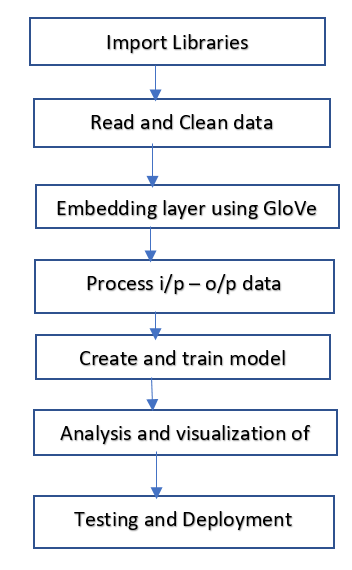 Import Libraries
Read and Clean data
Embedding layer using GloVe
Process i/p – o/p data
Create and train model
Analysis and visualization of
Testing and Deployment